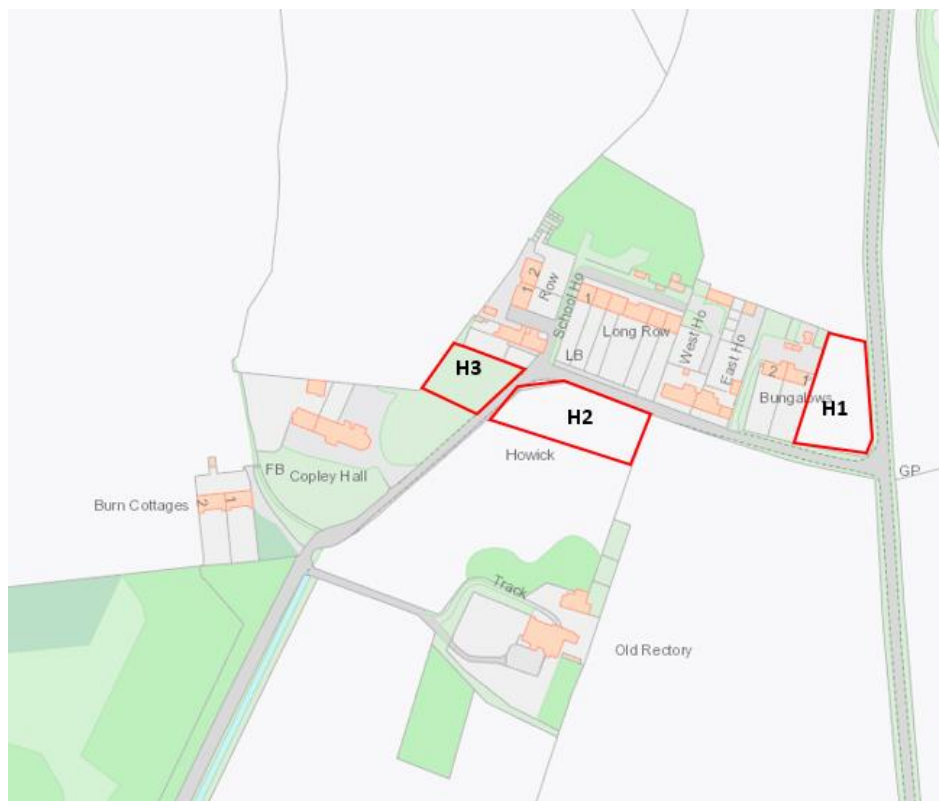 2
1
Row
School Ho
1
Long Row
LB
West Ho
East Ho
2
1
Bungalows
H1
H3
H2
Howick
GP
FB
Copley Hall
Burn Cottages
2
1
Track
Old Rectory